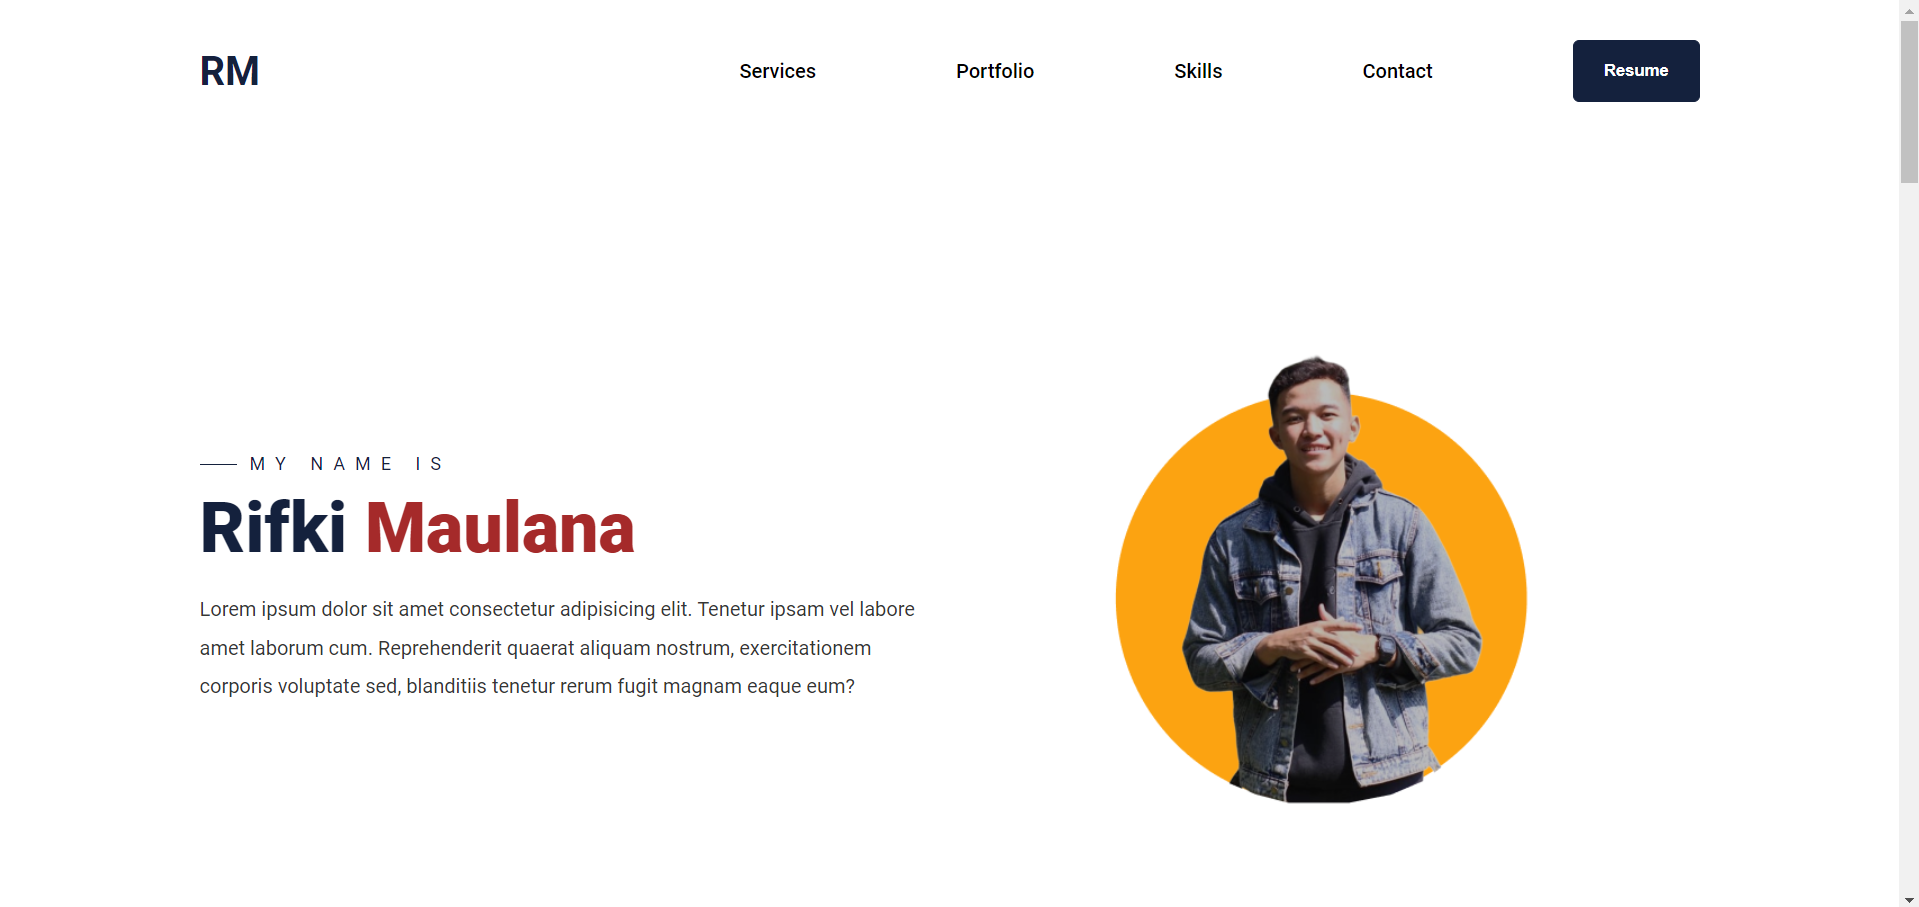 RM
Services
Portfolio
Skills
Contact
Resume
MY NAME IS
Rifki Maulana
Lorem ipsum dolor sit amet consectetur adipisicing elit. Tenetur ipsam vel labore
amet laborum cum. Reprehenderit quaerat aliquam nostrum, exercitationem
corporis voluptate sed, blanditiis tenetur rerum fugit magnam eaque eum?